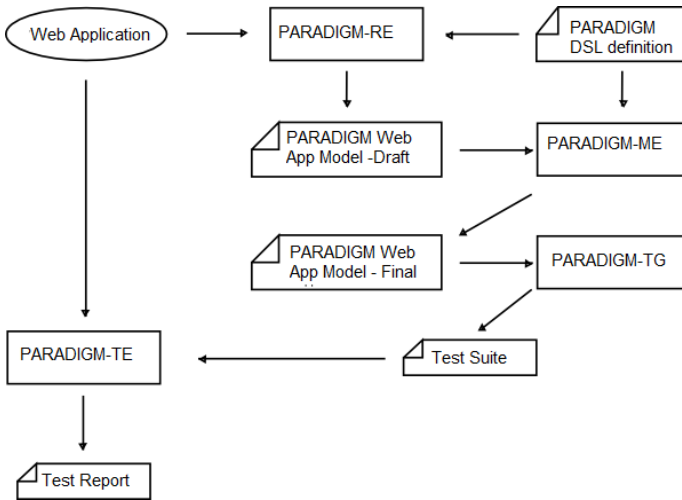 Web Application
PARADIGM-RE
PARADIGM
DSL definition
PARADIGM Web
App Model -Draft
PARADIGM-ME
PARADIGM Web
App Model - Final
PARADIGM-TG
PARADIGM-TE
Test Suite
Test Report